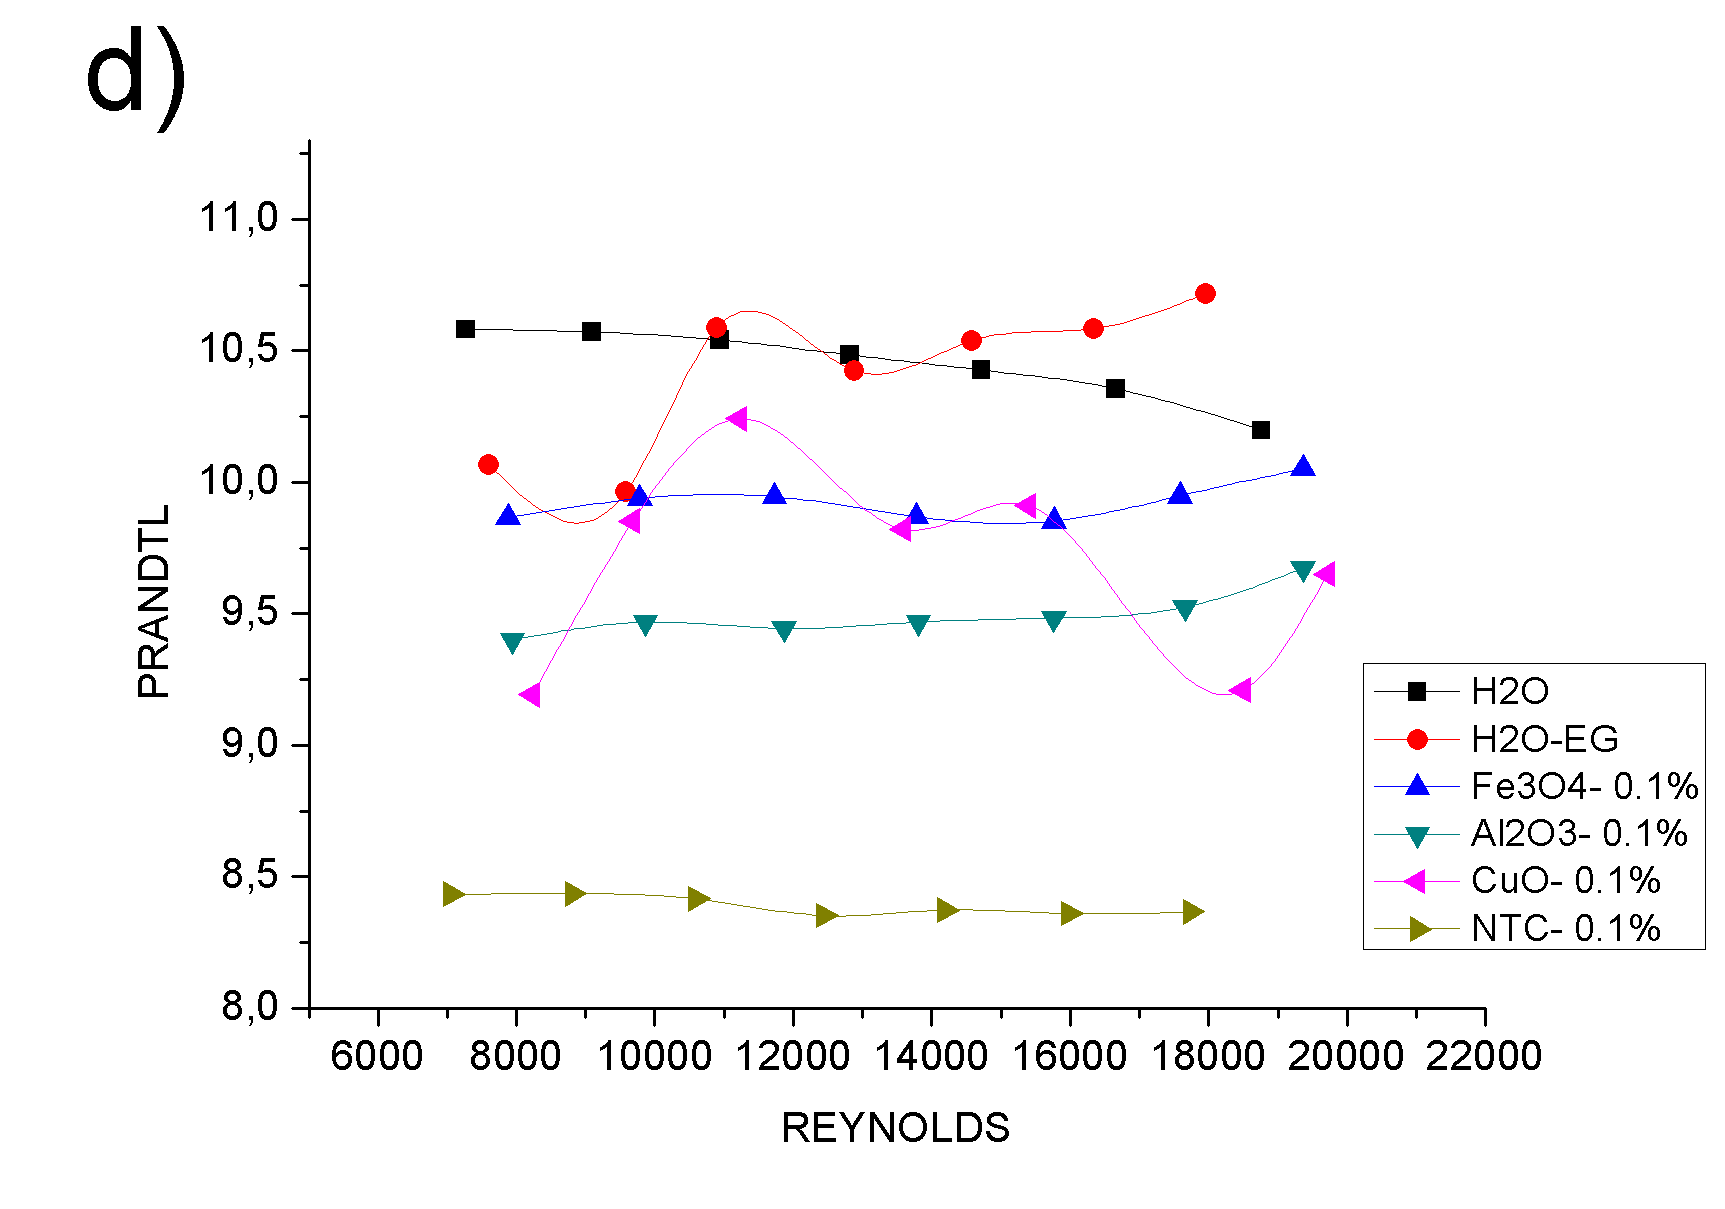 d)
11,0
10,5
10,0
9,5
9,0
8,5
8,0
PRANDTL
6000 8000 10000 12000 14000 16000 18000 20000 22000
REYNOLDS
H2O
H2O-EG
Fe3O4- 0.1%
Al2O3- 0.1%
CuO- 0.1%
NTC- 0.1%